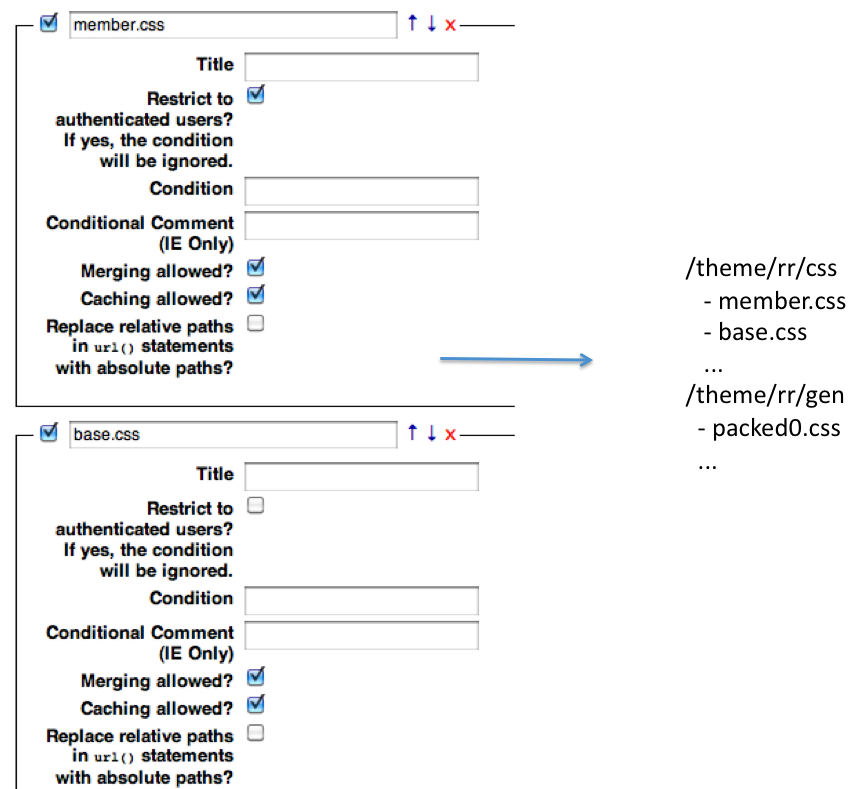 member.css ↑ ↓ x
Title
Restrict to
authenticated users?
If yes, the condition
will be ignored.
Condition
Conditional Comment
(IE Only)
Merging allowed?
Caching allowed?
Replace relative paths
in url() statements
with absolute paths?
base.css ↑ ↓ x
Title
Restrict to
authenticated users?
If yes, the condition
will be ignored.
Condition
Conditional Comment
(IE Only)
Merging allowed?
Caching allowed?
Replace relative paths
in url() statements
with absolute paths?
/theme/rr/css
- member.css
- base.css
...
/theme/rr/gen
- packed0.css
...